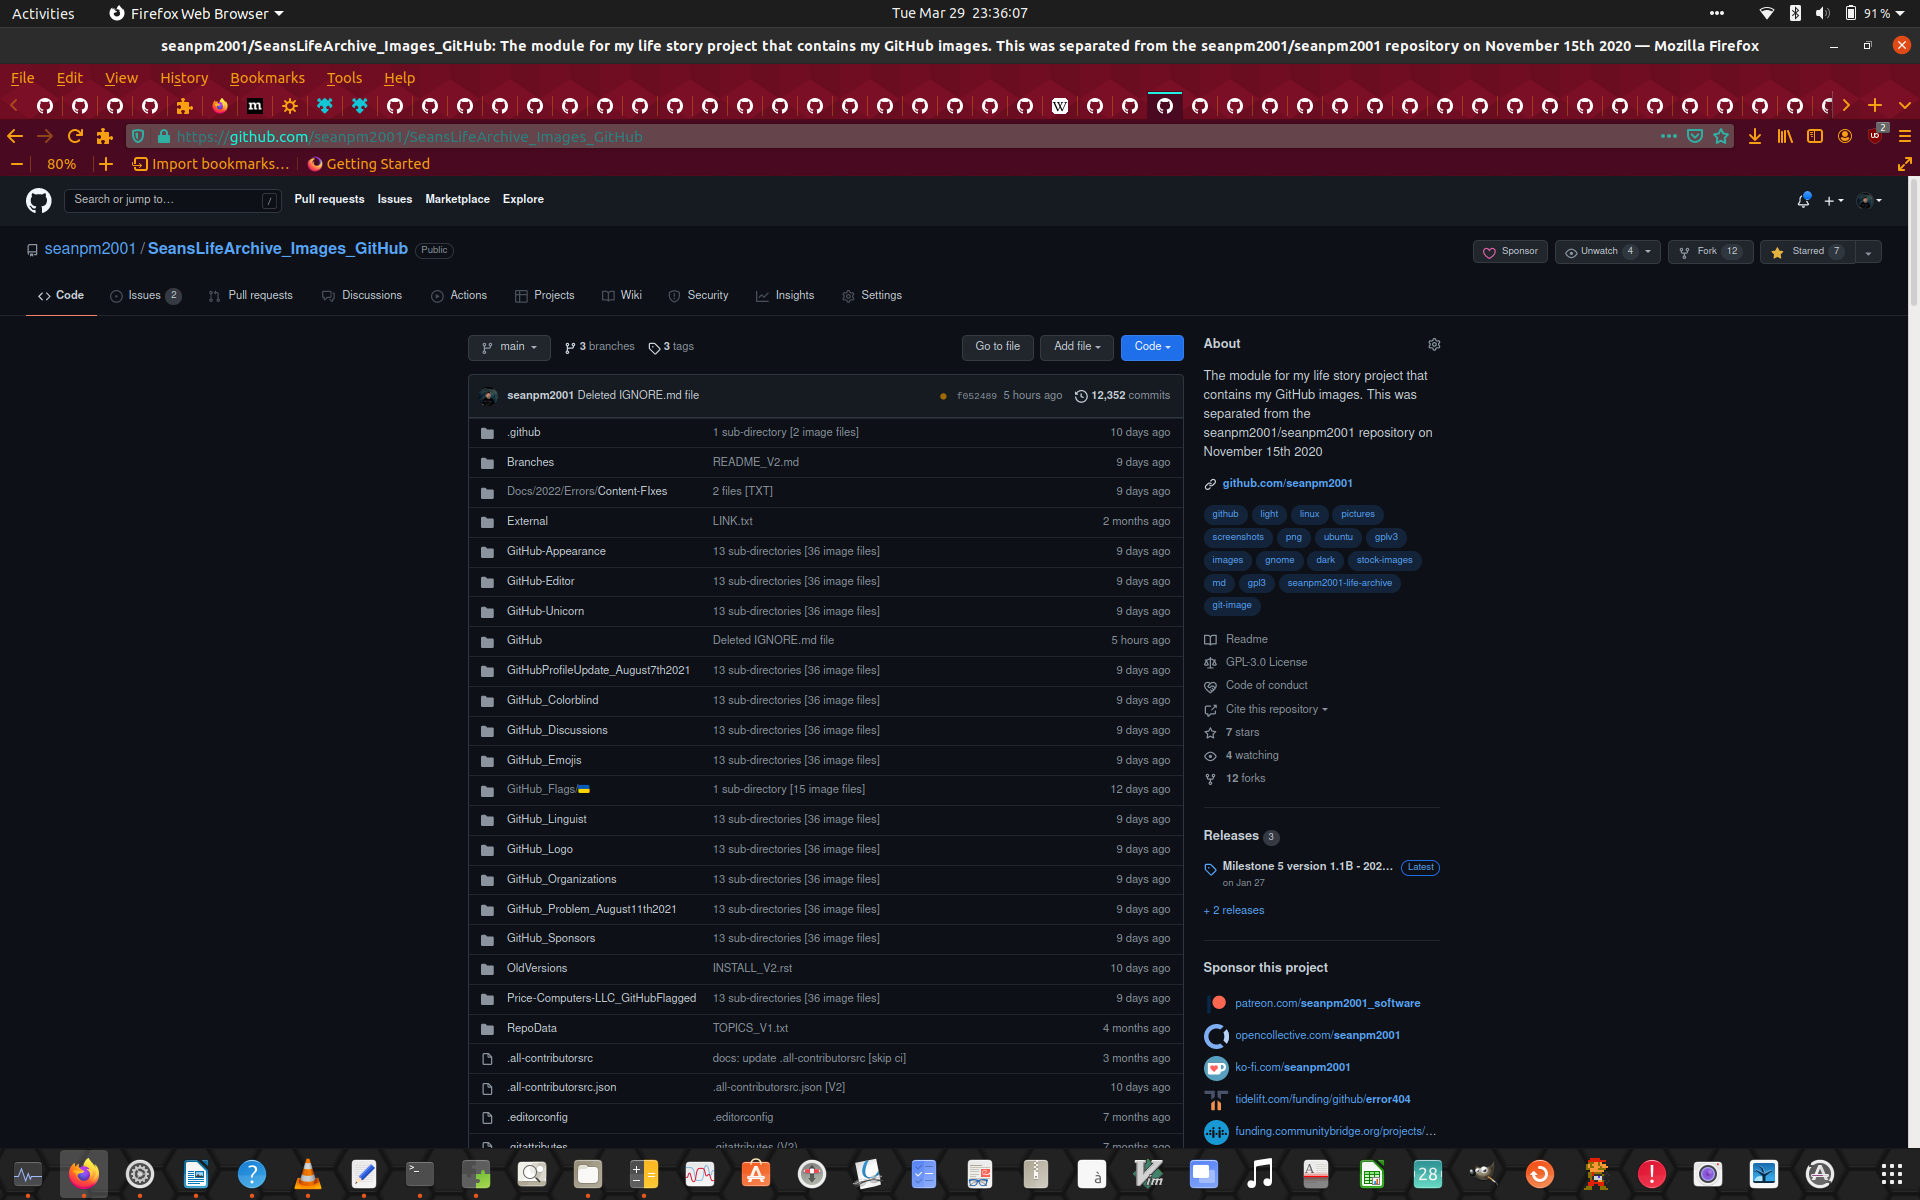 Activities
Firefox Web Browser
Tue Mar 29  23:36:07
91 %
seanpm2001/SeansLifeArchive_Images_GitHub: The module for my life story project that contains my GitHub images. This was separated from the seanpm2001/seanpm2001 repository on November 15th 2020 — Mozilla Firefox
File Edit View History Bookmarks Tools Help
https://github.com/seanpm2001/SeansLifeArchive_Images_GitHub
2
80%
Import bookmarks…
Getting Started
Search or jump to…
/
Pull requests Issues Marketplace Explore
seanpm2001 / SeansLifeArchive_Images_GitHub Public
Sponsor
Unwatch 4
Fork 12
Starred 7
Code
Issues 2
Pull requests
Discussions
Actions
Projects
Wiki
Security
Insights
Settings
main
3 branches
3 tags
Go to file
Add file
Code
seanpm2001 Deleted IGNORE.md file f052489 5 hours ago 12,352 commits
.github 1 sub-directory [2 image files] 10 days ago
Branches README_V2.md 9 days ago
Docs/2022/Errors/Content-FIxes 2 files [TXT] 9 days ago
External LINK.txt 2 months ago
GitHub-Appearance 13 sub-directories [36 image files] 9 days ago
GitHub-Editor 13 sub-directories [36 image files] 9 days ago
GitHub-Unicorn 13 sub-directories [36 image files] 9 days ago
GitHub Deleted IGNORE.md file 5 hours ago
GitHubProfileUpdate_August7th2021 13 sub-directories [36 image files] 9 days ago
GitHub_Colorblind 13 sub-directories [36 image files] 9 days ago
GitHub_Discussions 13 sub-directories [36 image files] 9 days ago
GitHub_Emojis 13 sub-directories [36 image files] 9 days ago
GitHub_Flags/🇺🇦 1 sub-directory [15 image files] 12 days ago
GitHub_Linguist 13 sub-directories [36 image files] 9 days ago
GitHub_Logo 13 sub-directories [36 image files] 9 days ago
GitHub_Organizations 13 sub-directories [36 image files] 9 days ago
GitHub_Problem_August11th2021 13 sub-directories [36 image files] 9 days ago
GitHub_Sponsors 13 sub-directories [36 image files] 9 days ago
OldVersions INSTALL_V2.rst 10 days ago
Price-Computers-LLC_GitHubFlagged 13 sub-directories [36 image files] 9 days ago
RepoData TOPICS_V1.txt 4 months ago
.all-contributorsrc docs: update .all-contributorsrc [skip ci] 3 months ago
.all-contributorsrc.json .all-contributorsrc.json [V2] 10 days ago
.editorconfig .editorconfig 7 months ago
.gitattributes .gitattributes (V2) 7 months ago
About
The module for my life story project that
contains my GitHub images. This was
separated from the
seanpm2001/seanpm2001 repository on
November 15th 2020
github.com/seanpm2001
github light linux pictures
screenshots png ubuntu gplv3
images gnome dark stock-images
md gpl3 seanpm2001-life-archive
git-image
Readme
GPL-3.0 License
Code of conduct
Cite this repository
7 stars
4 watching
12 forks
Releases 3
Milestone 5 version 1.1B - 202… Latest
on Jan 27
+ 2 releases
Sponsor this project
patreon.com/seanpm2001_software
opencollective.com/seanpm2001
ko-fi.com/seanpm2001
tidelift.com/funding/github/error404
funding.communitybridge.org/projects/…
28